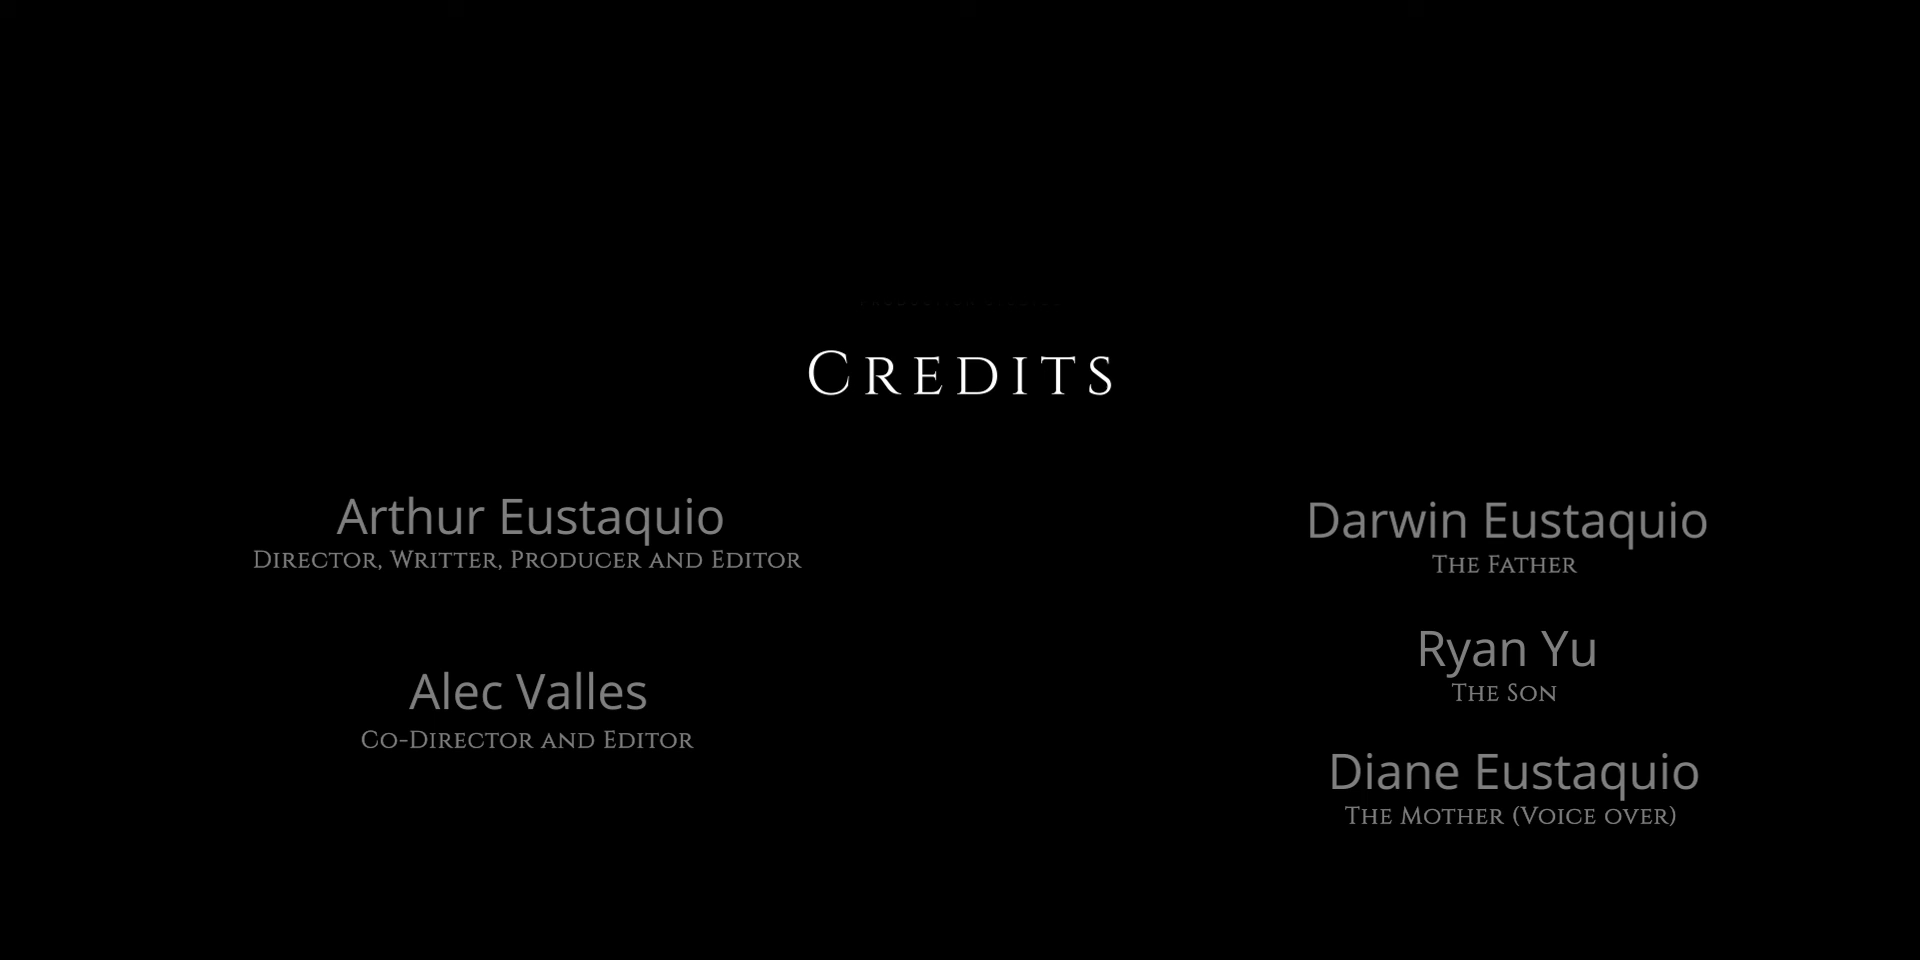 Credits
Arthur Eustaquio
Director, Writter, Producer and Editor
Alec Valles
Co-Director and Editor
Darwin Eustaquio
The Father
Ryan Yu
The Son
Diane Eustaquio
The Mother (Voice over)